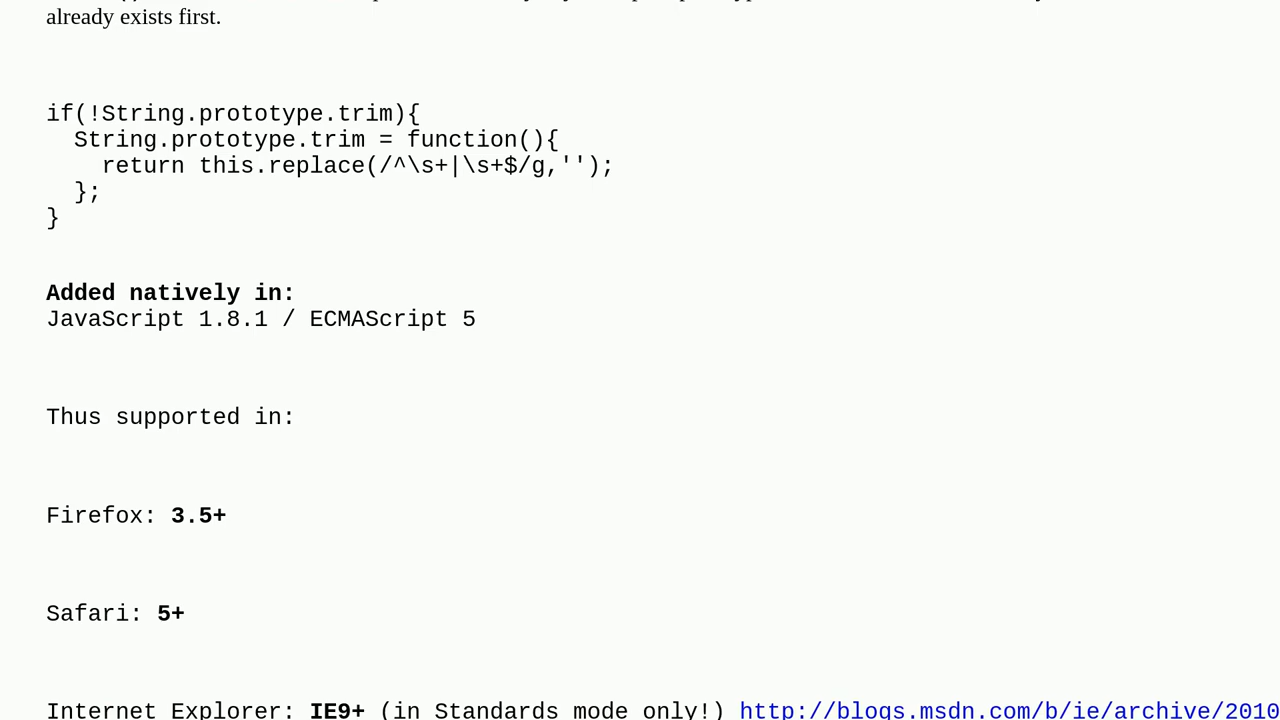 already exists first.
if(!String.prototype.trim){
  String.prototype.trim = function(){
    return this.replace(/^\s+|\s+$/g,'');
  };
}
Added natively in:
JavaScript 1.8.1 / ECMAScript 5
Thus supported in:
Firefox: 3.5+
Safari: 5+
Internet Explorer: IE9+ (in Standards mode only!) http://blogs.msdn.com/b/ie/archive/2010